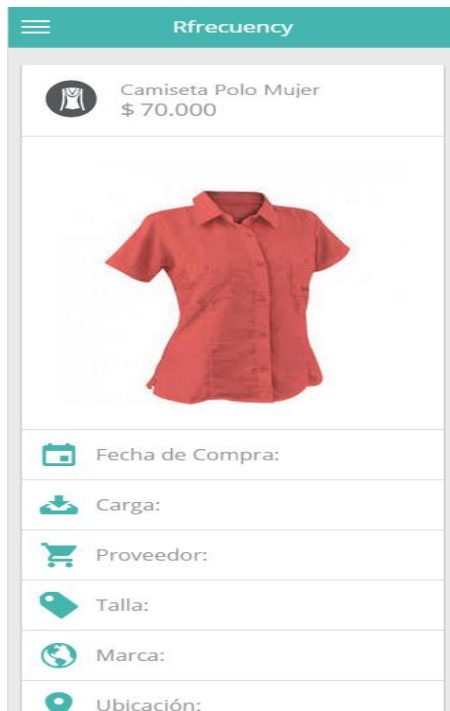 Rfrecuency
Camiseta Polo Mujer
$ 70.000
Fecha de Compra:
Carga:
Proveedor:
Talla:
Marca:
Ubicación: